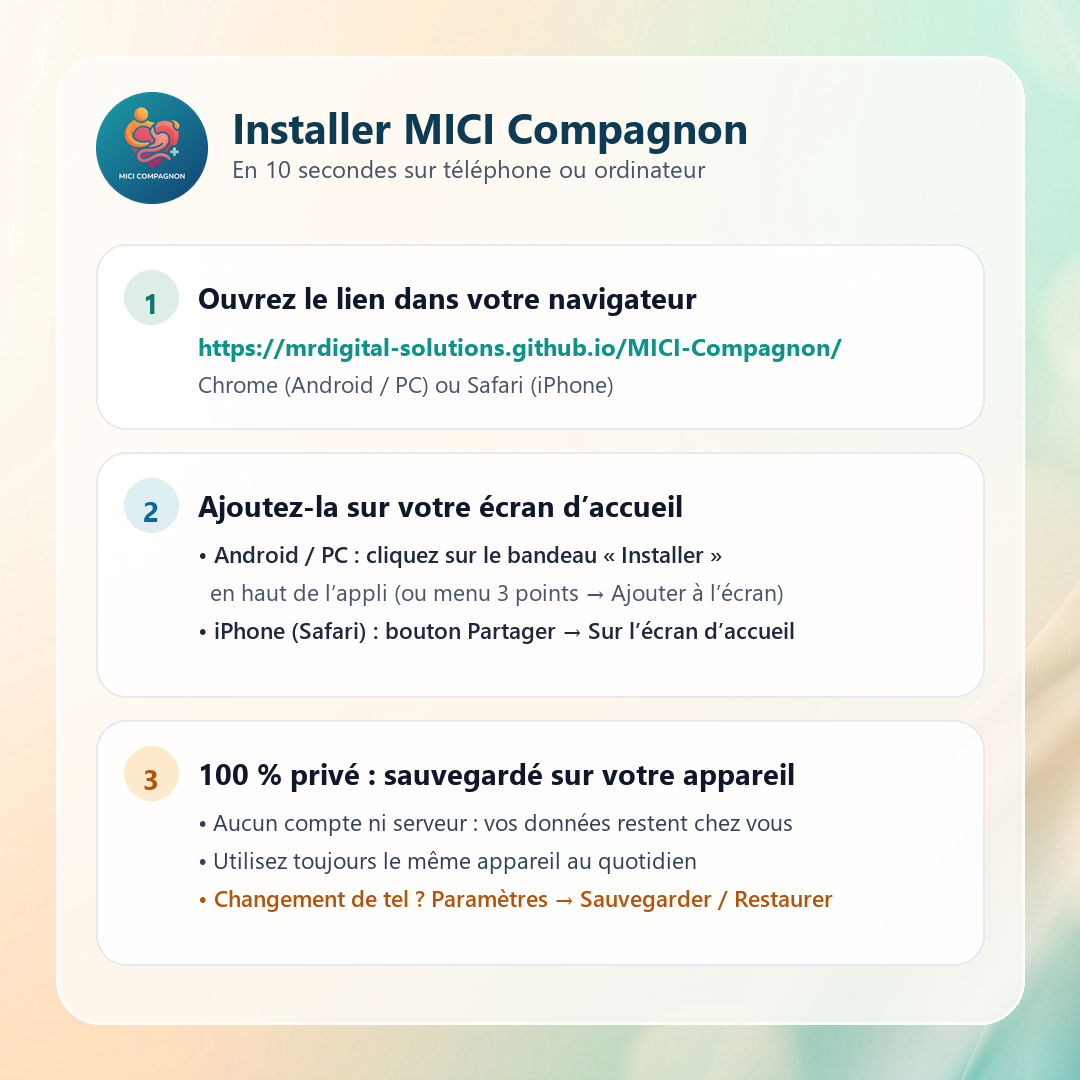 MICI COMPAGNON
Installer MICI Compagnon
En 10 secondes sur téléphone ou ordinateur
1
Ouvrez le lien dans votre navigateur
https://mrdigital-solutions.github.io/MICI-Compagnon/
Chrome (Android / PC) ou Safari (iPhone)
2
Ajoutez-la sur votre écran d’accueil
• Android / PC : cliquez sur le bandeau « Installer »
en haut de l’appli (ou menu 3 points → Ajouter à l’écran)
• iPhone (Safari) : bouton Partager → Sur l’écran d’accueil
3
100 % privé : sauvegardé sur votre appareil
• Aucun compte ni serveur : vos données restent chez vous
• Utilisez toujours le même appareil au quotidien
• Changement de tel ? Paramètres → Sauvegarder / Restaurer